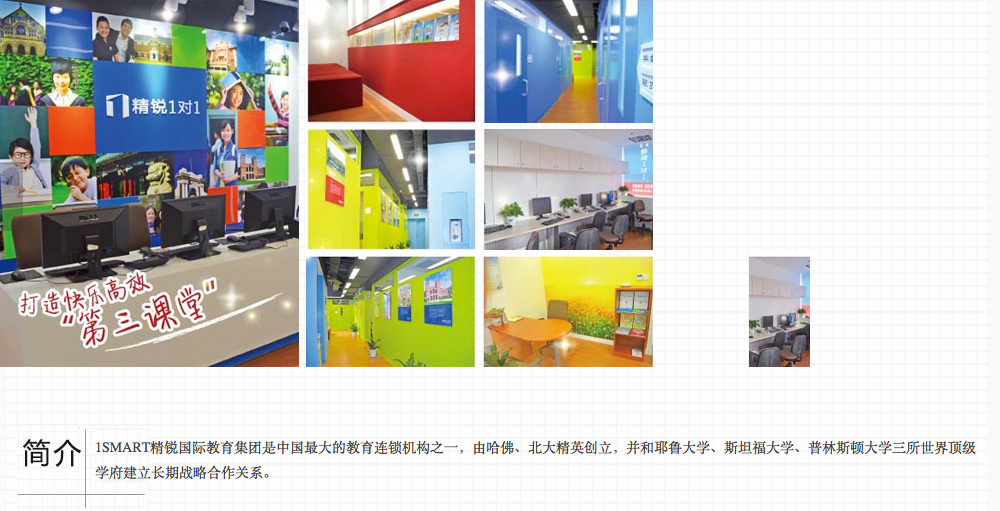 精锐1对1
DELL
DELL
打造快乐高效
“第三课堂”
简介
1SMART精锐国际教育集团是中国最大的教育连锁机构之一，由哈佛、北大精英创立，并和耶鲁大学、斯坦福大学、普林斯顿大学三所世界顶级
学府建立长期战略合作关系。